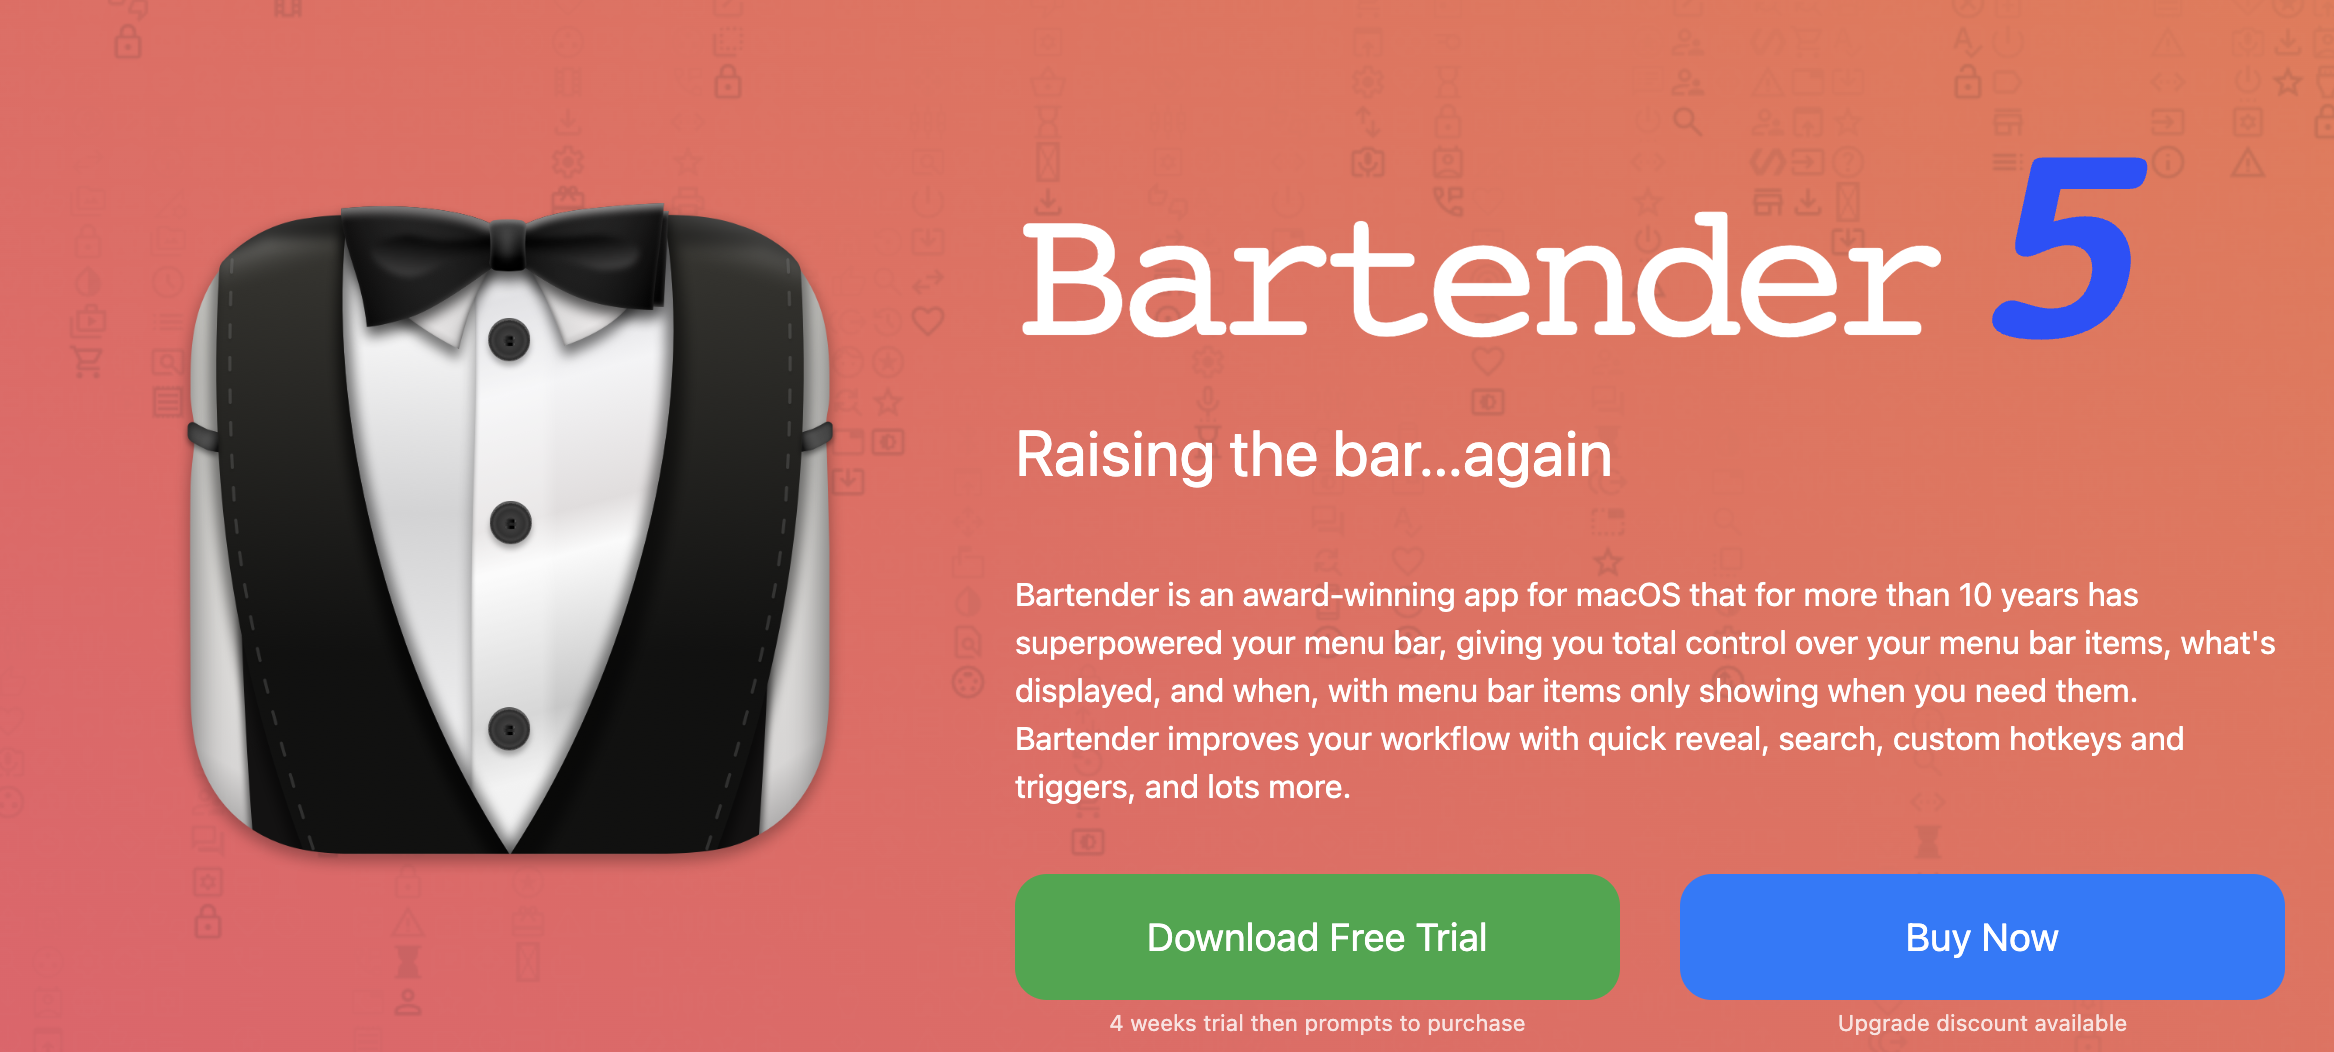 Bartender 5
Raising the bar...again
Bartender is an award-winning app for macOS that for more than 10 years has
superpowered your menu bar, giving you total control over your menu bar items, what's
displayed, and when, with menu bar items only showing when you need them.
Bartender improves your workflow with quick reveal, search, custom hotkeys and
triggers, and lots more.
Download Free Trial
Buy Now
4 weeks trial then prompts to purchase
Upgrade discount available